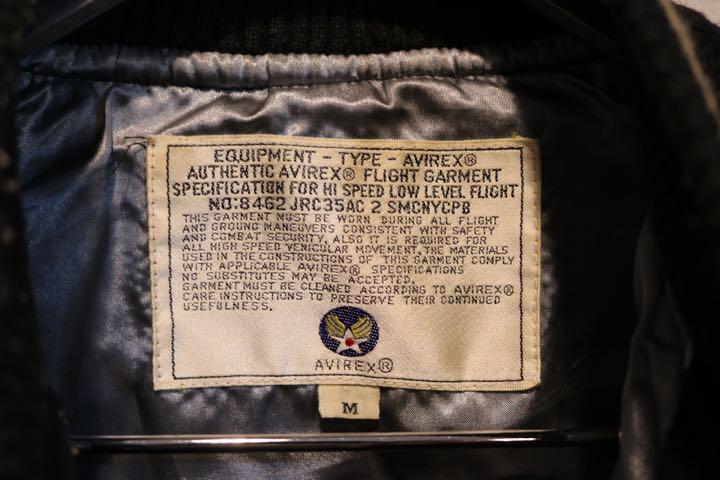 EQUIPMENT - TYPE - AVIREX®
AUTHENTIC AVIREX® FLIGHT GARMENT
SPECIFICATION FOR HI SPEED LOW LEVEL FLIGHT
NO:8462 JRC35AC 2 SMCNYCPB
THIS GARMENT MUST BE WORN DURING ALL FLIGHT
AND GROUND MANEUVERS CONSISTENT WITH SAFETY
AND COMBAT SECURITY, ALSO IT IS REQUIRED FOR
ALL HIGH SPEED VEHICULAR MOVEMENT, THE MATERIALS
USED IN THE CONSTRUCTIONS OF THIS GARMENT COMPLY
WITH APPLICABLE AVIREX® SPECIFICATIONS
NO SUBSTITUTES MAY BE ACCEPTED.
GARMENT MUST BE CLEANED ACCORDING TO AVIREX®
CARE INSTRUCTIONS TO PRESERVE THEIR CONTINUED
USEFULNESS.
AVIREX®
M